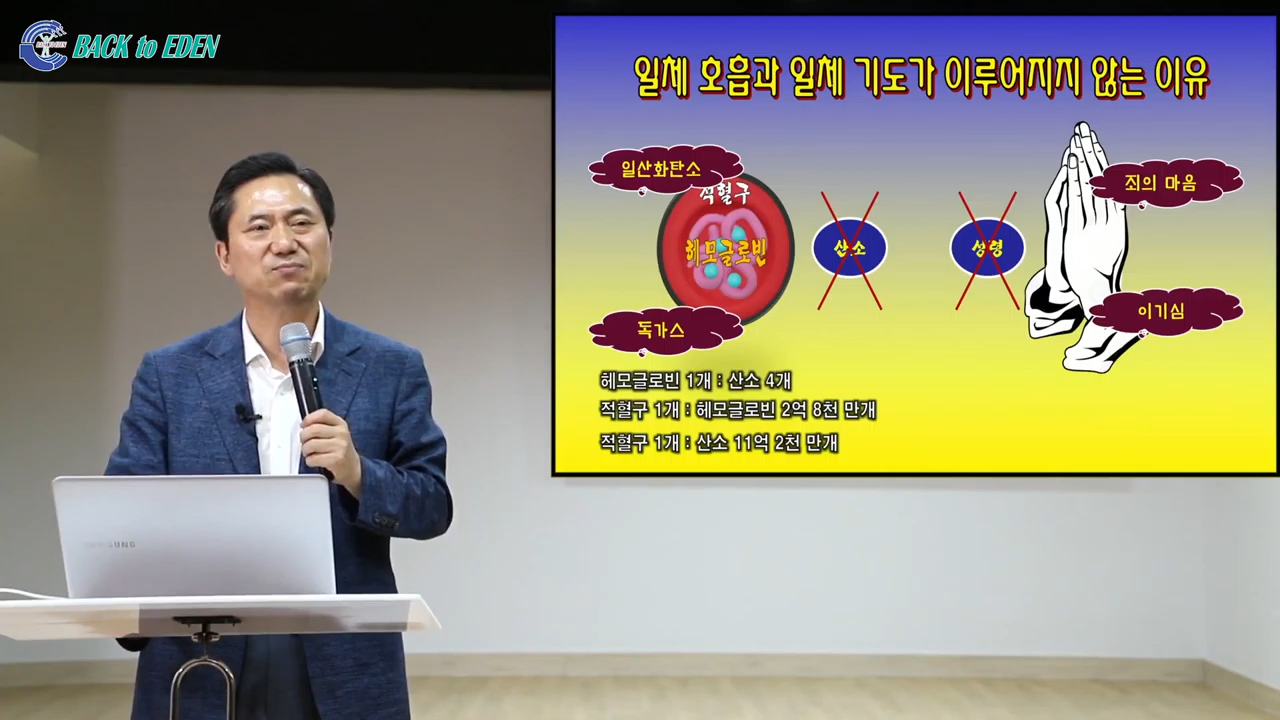 BACK to EDEN
일체 호흡과 일체 기도가 이루어지지 않는 이유
일산화탄소
적혈구
헤모글로빈
산소
성령
죄의 마음
독가스
이기심
헤모글로빈 1개 : 산소 4개
적혈구 1개 : 헤모글로빈 2억 8천 만개
적혈구 1개 : 산소 11억 2천 만개
SAMSUNG